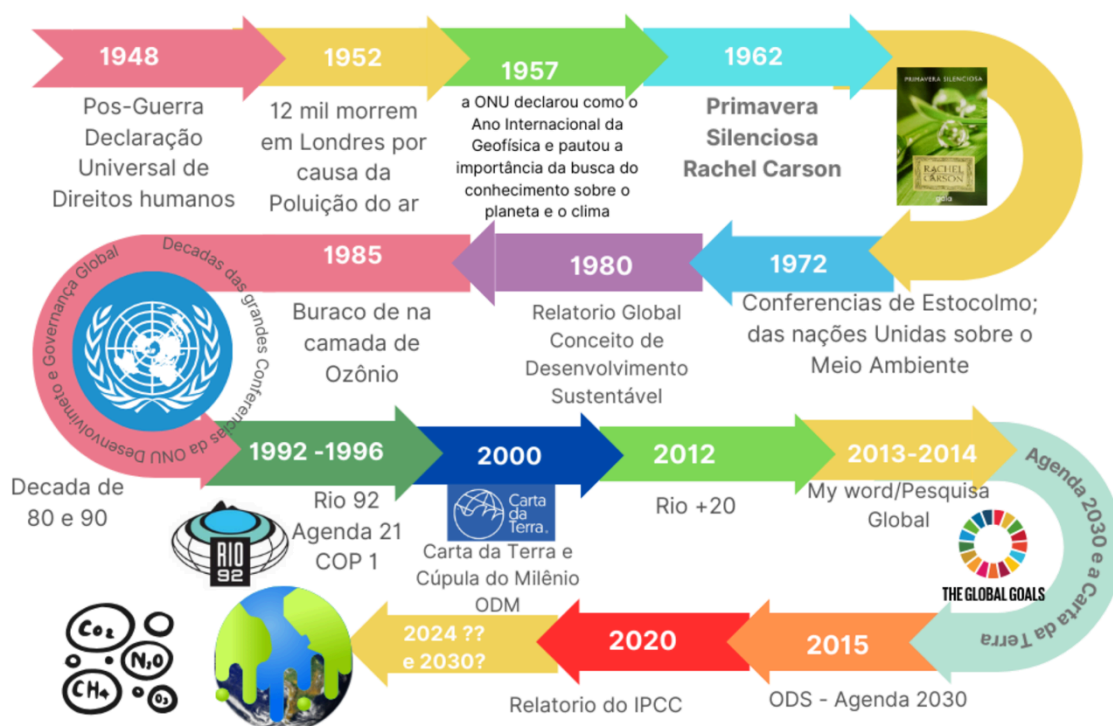 1948
Pos-Guerra
Declaração
Universal de
Direitos humanos
1952
12 mil morrem
em Londres por
causa da
Poluição do ar
1957
a ONU declarou como o
Ano Internacional da
Geofísica e pautou a
importância da busca do
conhecimento sobre o
planeta e o clima
1962
Primavera
Silenciosa
Rachel Carson
PRIMAVERA SILENCIOSA
RACHEL
CARSON
gaia
1972
Conferencias de Estocolmo;
das nações Unidas sobre o
Meio Ambiente
1980
Relatorio Global
Conceito de
Desenvolvimento
Sustentável
1985
Buraco de na
camada de
Ozônio
Decadas das grandes Conferencias da ONU Desenvolvimeto e Governança Global
Decada de
80 e 90
1992 -1996
Rio 92
Agenda 21
COP 1
RIO
92
2000
Carta
da
Terra.
Carta da Terra e
Cúpula do Milênio
ODM
2012
Rio +20
2013-2014
My word/Pesquisa
Global
THE GLOBAL GOALS
Agenda 2030 e a Carta da Terra
2015
ODS - Agenda 2030
2020
Relatorio do IPCC
2024 ??
e 2030?
CO2
N2O
CH4
O3